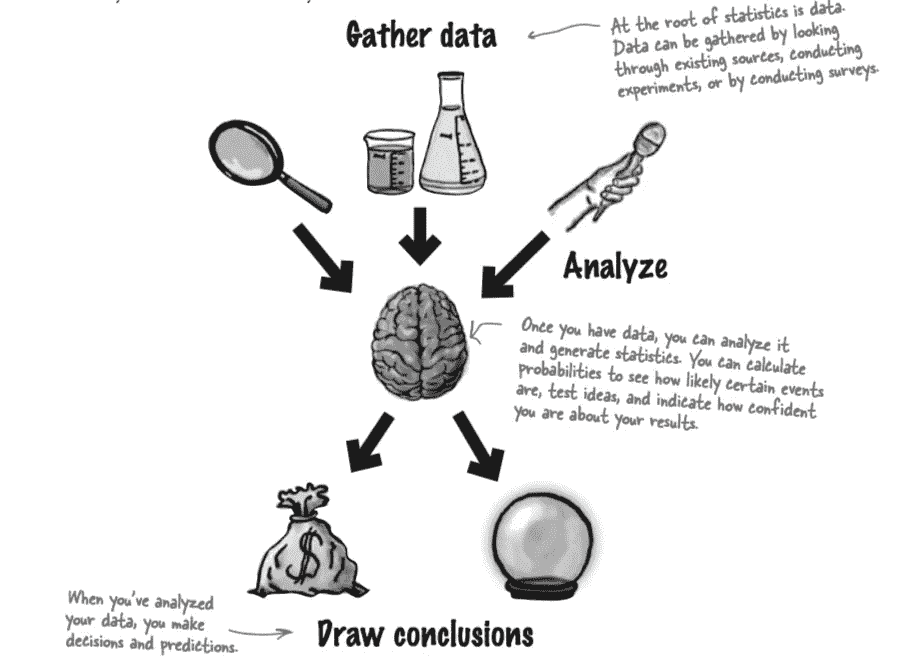 Gather data
At the root of statistics is data.
Data can be gathered by looking
through existing sources, conducting
experiments, or by conducting surveys.
Analyze
Once you have data, you can analyze it
and generate statistics. You can calculate
probabilities to see how likely certain events
are, test ideas, and indicate how confident
you are about your results.
$
When you've analyzed
your data, you make
decisions and predictions.
Draw conclusions